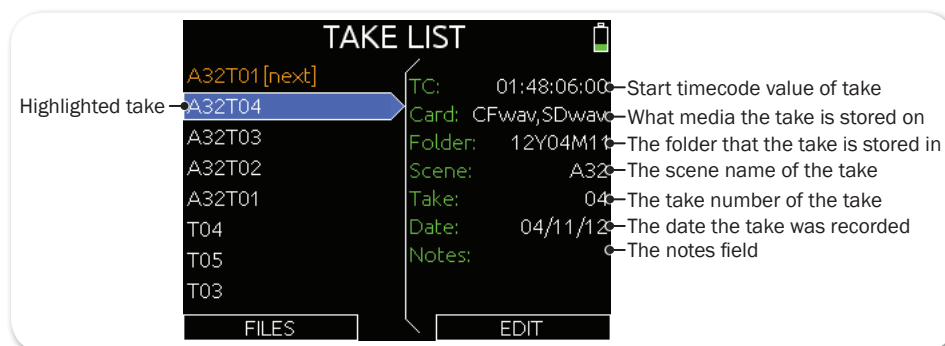 TAKE LIST
A32T01[next]
A32T04
A32T03
A32T02
A32T01
T04
T05
T03
FILES
TC: 01:48:06:00
Card: CFwav,SDwav
Folder: 12Y04M11
Scene: A32
Take: 04
Date: 04/11/12
Notes:
EDIT
Highlighted take
Start timecode value of take
What media the take is stored on
The folder that the take is stored in
The scene name of the take
The take number of the take
The date the take was recorded
The notes field